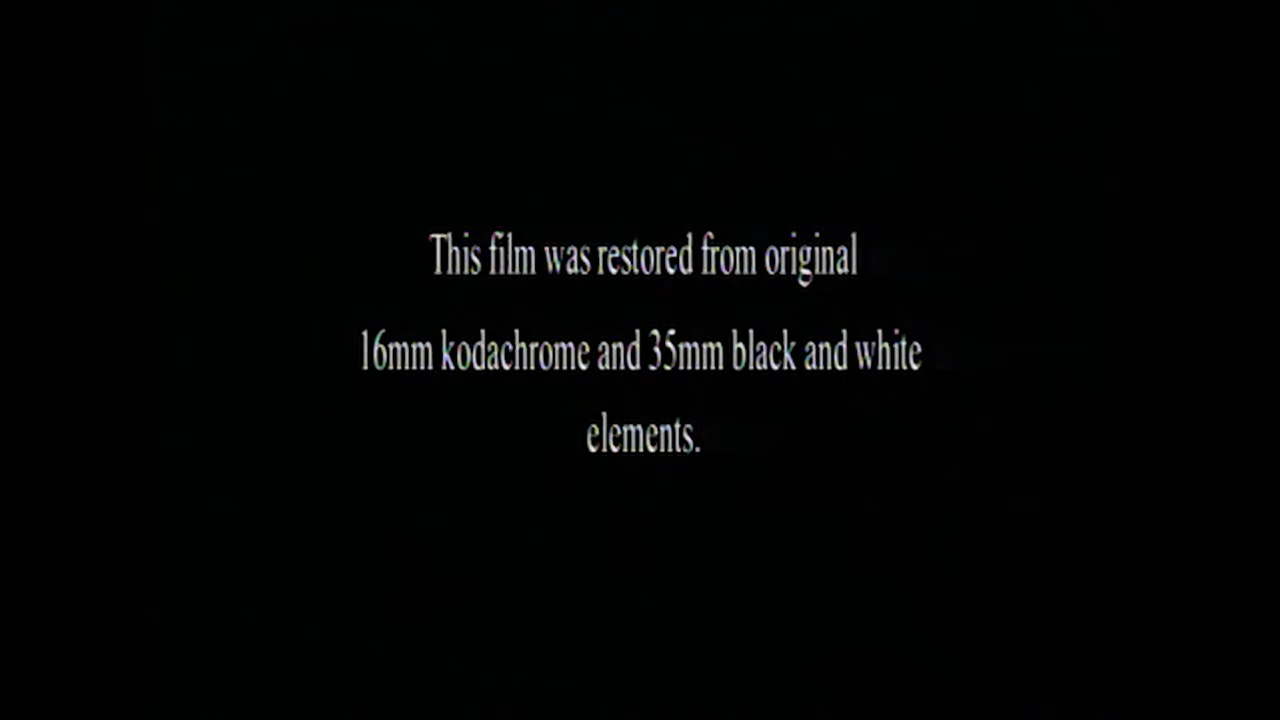 This film was restored from original
16mm kodachrome and 35mm black and white
elements.